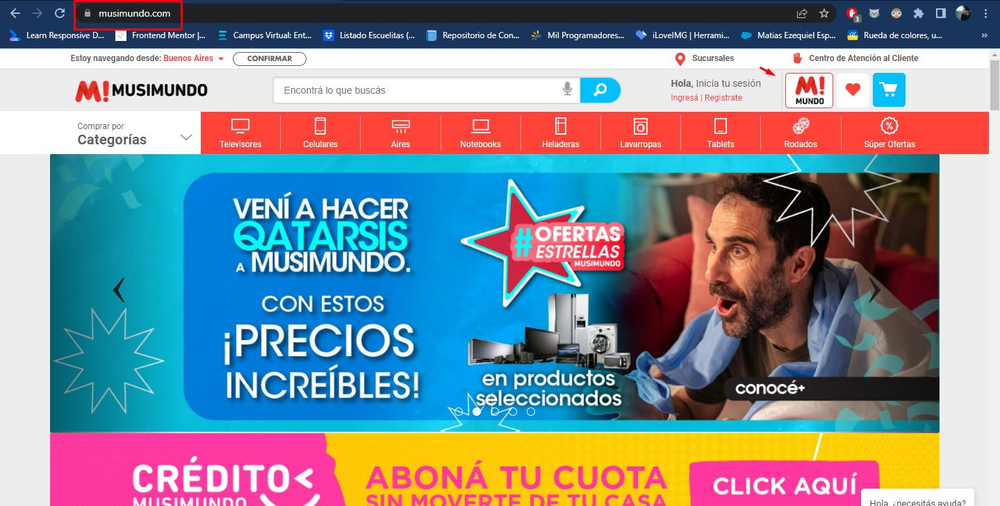 musimundo.com
3
Learn Responsive D...
Frontend Mentor |...
Campus Virtual: Ent...
Listado Escuelitas (...
Repositorio de Con...
Mil Programadores...
iLoveIMG | Herrami...
Matias Ezequiel Esp...
Rueda de colores, u...
»
Estoy navegando desde: Buenos Aires
CONFIRMAR
Sucursales
Centro de Atención al Cliente
M! MUSIMUNDO
Encontrá lo que buscás
Hola, Inicia tu sesión
Ingresá | Registrate
M!
MUNDO
Comprar por
Categorías
Televisores
Celulares
Aires
Notebooks
Heladeras
Lavarropas
Tablets
Rodados
Súper Ofertas
VENÍ A HACER
QATARSIS
A MUSIMUNDO.
CON ESTOS
¡PRECIOS
INCREÍBLES!
#OFERTAS
ESTRELLAS
MUSIMUNDO
en productos
seleccionados
conocé+
CRÉDITO
MUSIMUNDO
ABONÁ TU CUOTA
SIN MOVERTE DE TU CASA
CLICK AQUÍ
Hola, ¿necesitás ayuda?